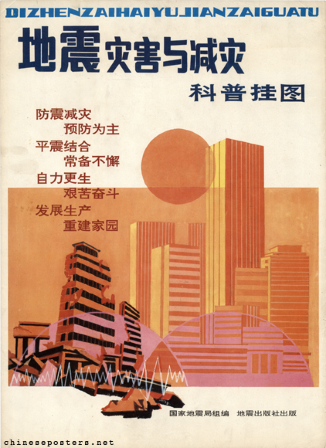 DIZHENZAIHAIYUJIANZAIGUATU
地震灾害与减灾
科普挂图
防震减灾
预防为主
平震结合
常备不懈
自力更生
艰苦奋斗
发展生产
重建家园
国家地震局组编 地震出版社出版
chineseposters.net